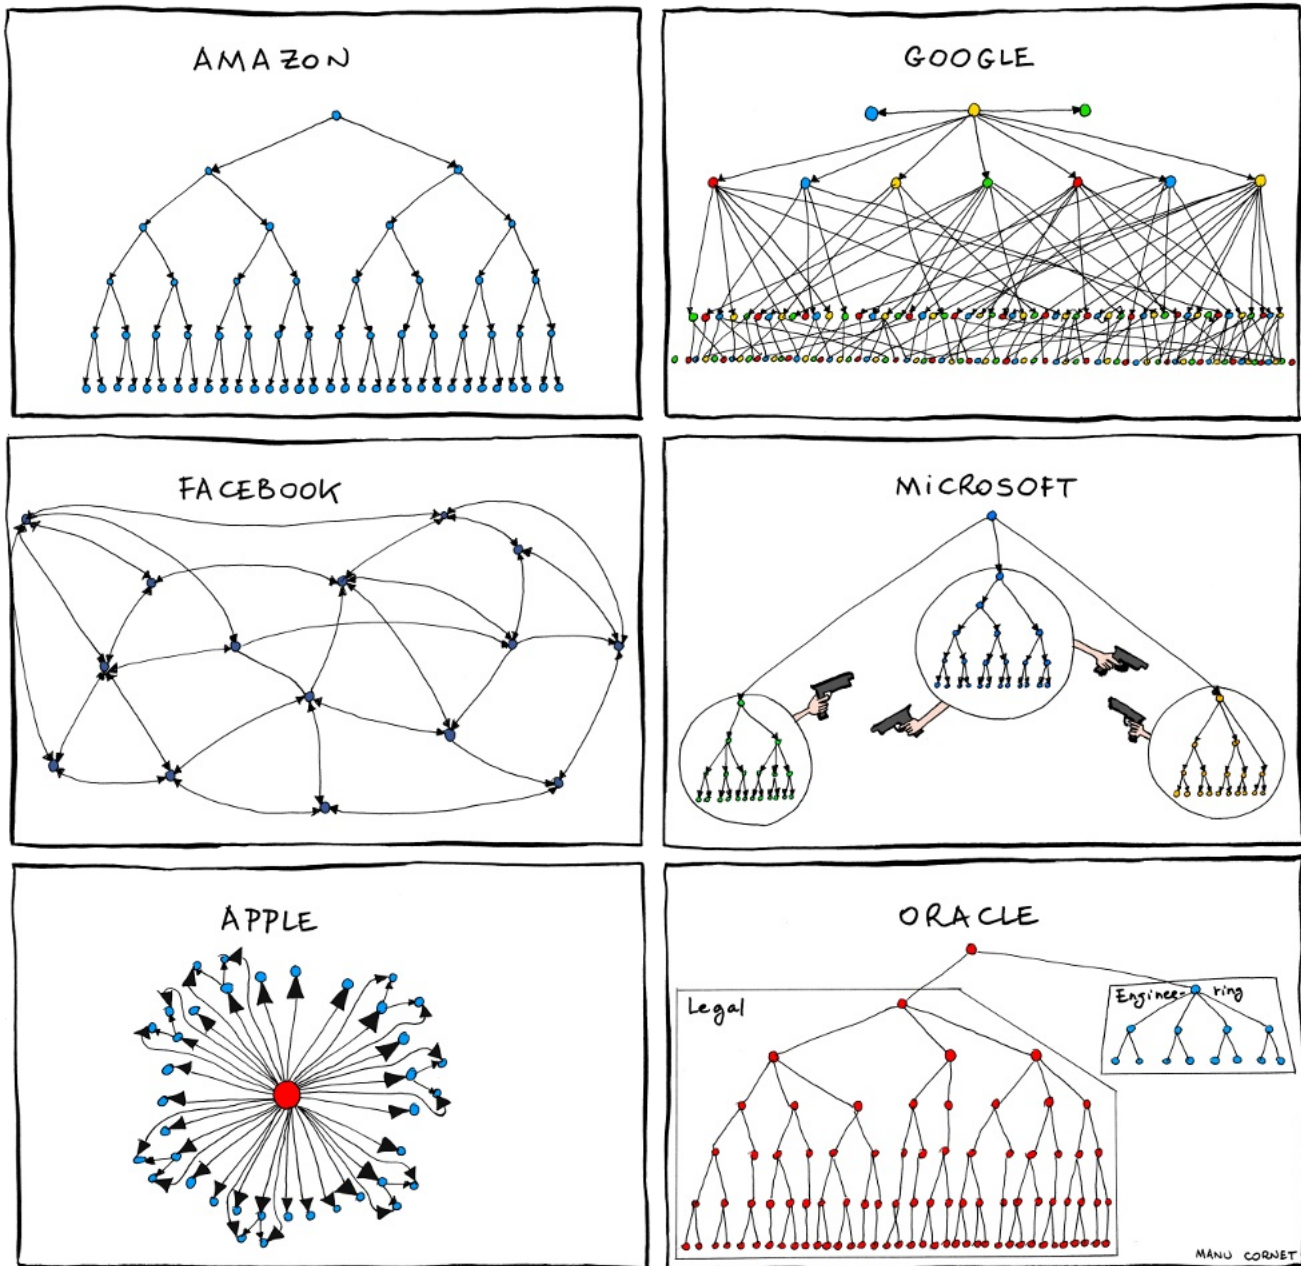 AMAZON
GOOGLE
FACEBOOK
MiCROSOFT
APPLE
ORACLE
Legal
Enginee- ring
MANU CORNET